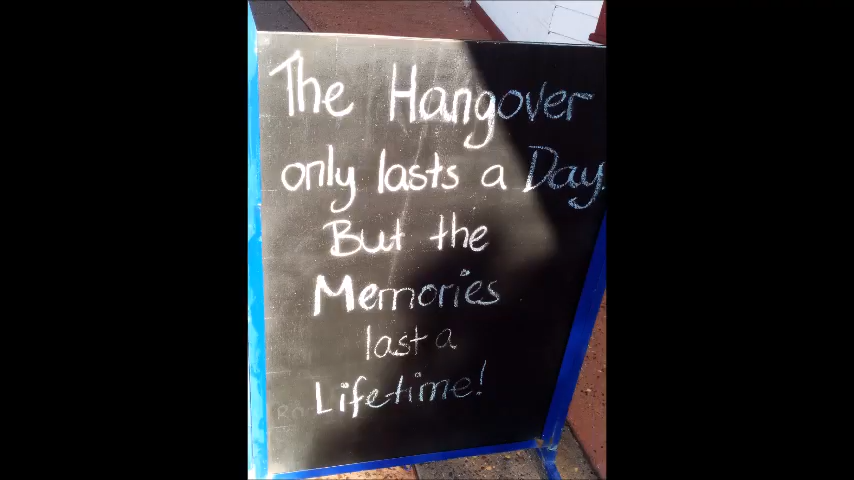 The Hangover
only lasts a Day.
But the
Memories
last a
Lifetime!